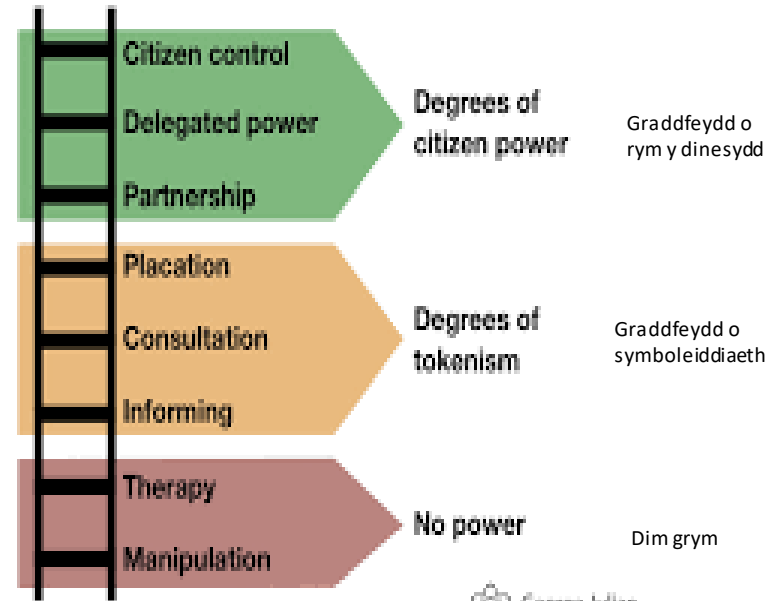 Citizen control
Delegated power
Partnership
Degrees of
citizen power
Graddfeydd o
rym y dinesydd
Placation
Consultation
Informing
Degrees of
tokenism
Graddfeydd o
symboleiddiaeth
Therapy
Manipulation
No power
Dim grym